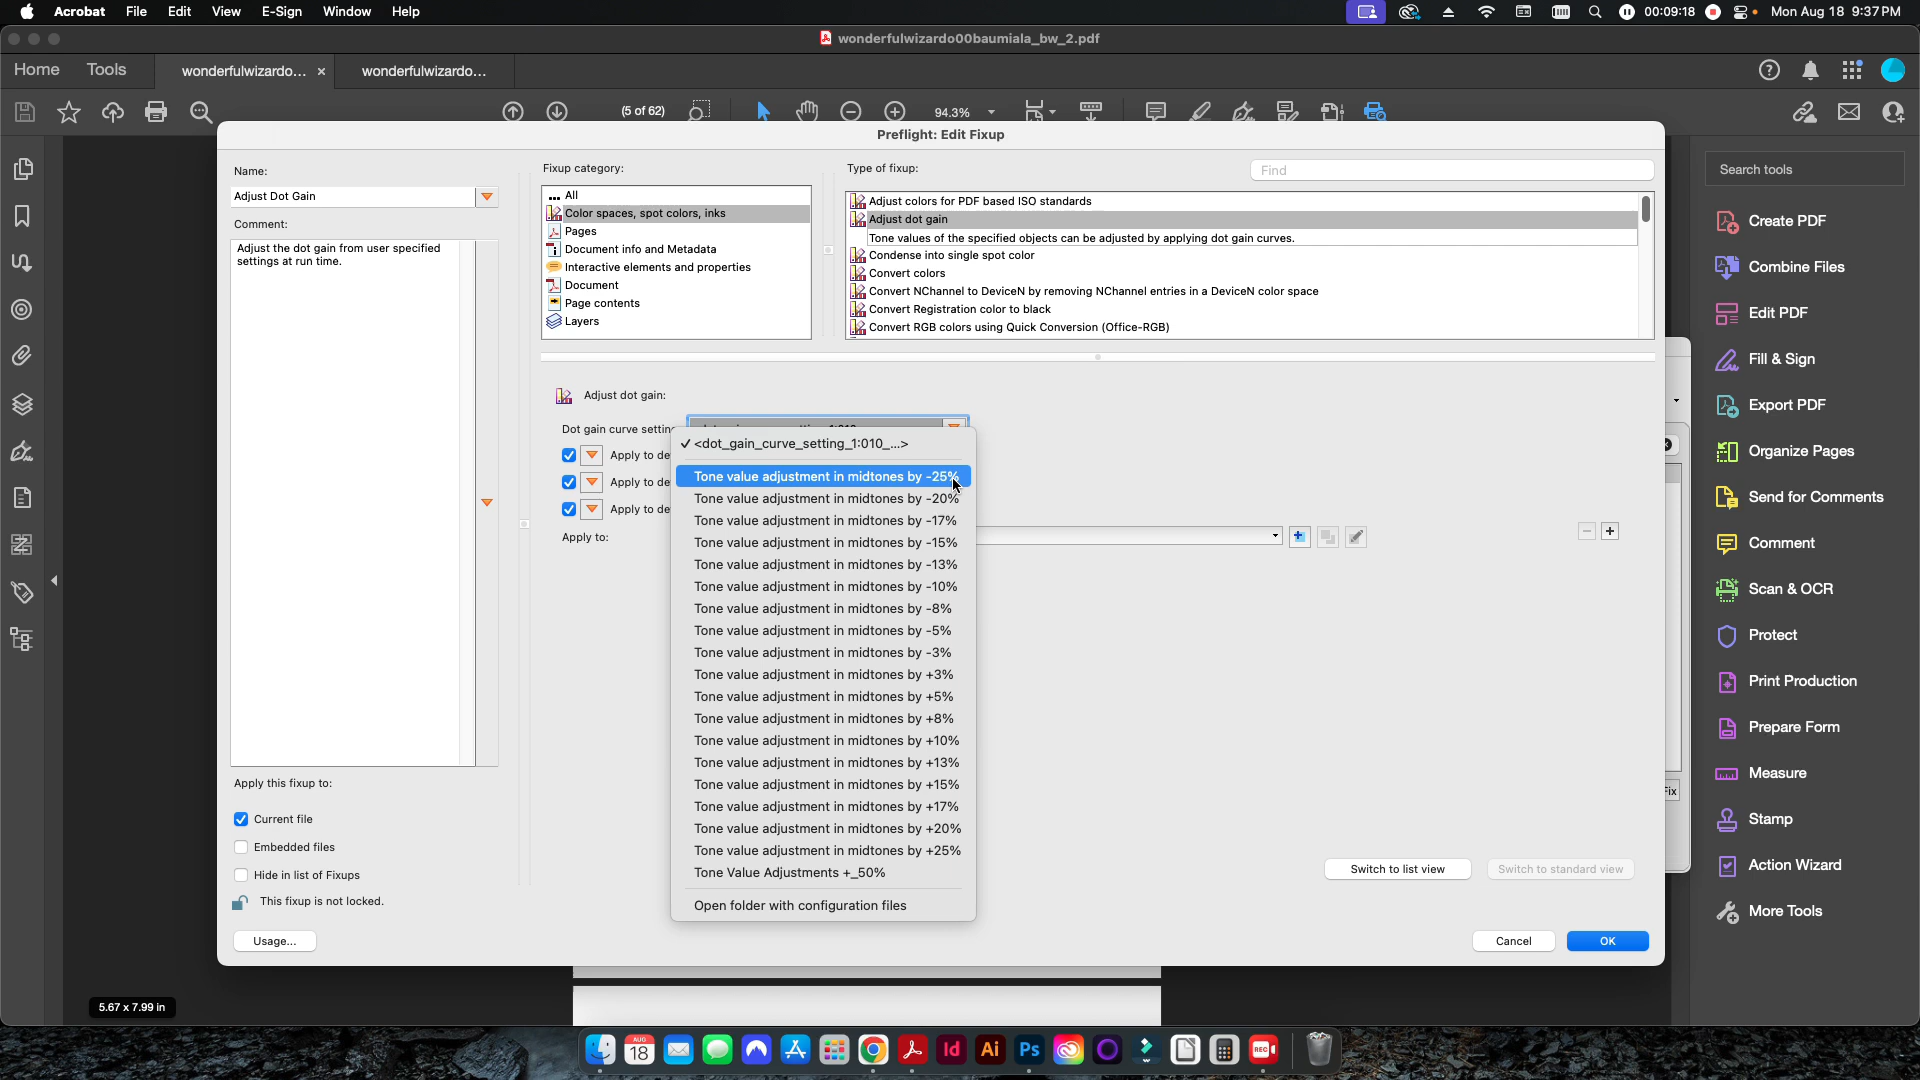 Acrobat File Edit View E-Sign Window Help
00:09:18 Mon Aug 18 9:37 PM
wonderfulwizardo00baumiala_bw_2.pdf
Home Tools wonderfulwizardo... × wonderfulwizardo...
(5 of 62) 94.3%
Preflight: Edit Fixup
Name:
Adjust Dot Gain
Comment:
Adjust the dot gain from user specified
settings at run time.
Apply this fixup to:
Current file
Embedded files
Hide in list of Fixups
This fixup is not locked.
Usage...
Fixup category:
All
Color spaces, spot colors, inks
Pages
Document info and Metadata
Interactive elements and properties
Document
Page contents
Layers
Type of fixup:
Find
Adjust colors for PDF based ISO standards
Adjust dot gain
Tone values of the specified objects can be adjusted by applying dot gain curves.
Condense into single spot color
Convert colors
Convert NChannel to DeviceN by removing NChannel entries in a DeviceN color space
Convert Registration color to black
Convert RGB colors using Quick Conversion (Office-RGB)
Adjust dot gain:
Dot gain curve setting
Apply to de
Apply to de
Apply to de
Apply to:
<dot_gain_curve_setting_1:010_...>
Tone value adjustment in midtones by -25%
Tone value adjustment in midtones by -20%
Tone value adjustment in midtones by -17%
Tone value adjustment in midtones by -15%
Tone value adjustment in midtones by -13%
Tone value adjustment in midtones by -10%
Tone value adjustment in midtones by -8%
Tone value adjustment in midtones by -5%
Tone value adjustment in midtones by -3%
Tone value adjustment in midtones by +3%
Tone value adjustment in midtones by +5%
Tone value adjustment in midtones by +8%
Tone value adjustment in midtones by +10%
Tone value adjustment in midtones by +13%
Tone value adjustment in midtones by +15%
Tone value adjustment in midtones by +17%
Tone value adjustment in midtones by +20%
Tone value adjustment in midtones by +25%
Tone Value Adjustments +_50%
Open folder with configuration files
Switch to list view
Switch to standard view
Cancel
OK
Fix
Search tools
Create PDF
Combine Files
Edit PDF
Fill & Sign
Export PDF
Organize Pages
Send for Comments
Comment
Scan & OCR
Protect
Print Production
Prepare Form
Measure
Stamp
Action Wizard
More Tools
5.67 x 7.99 in
AUG
18
Id
Ai
Ps
REC